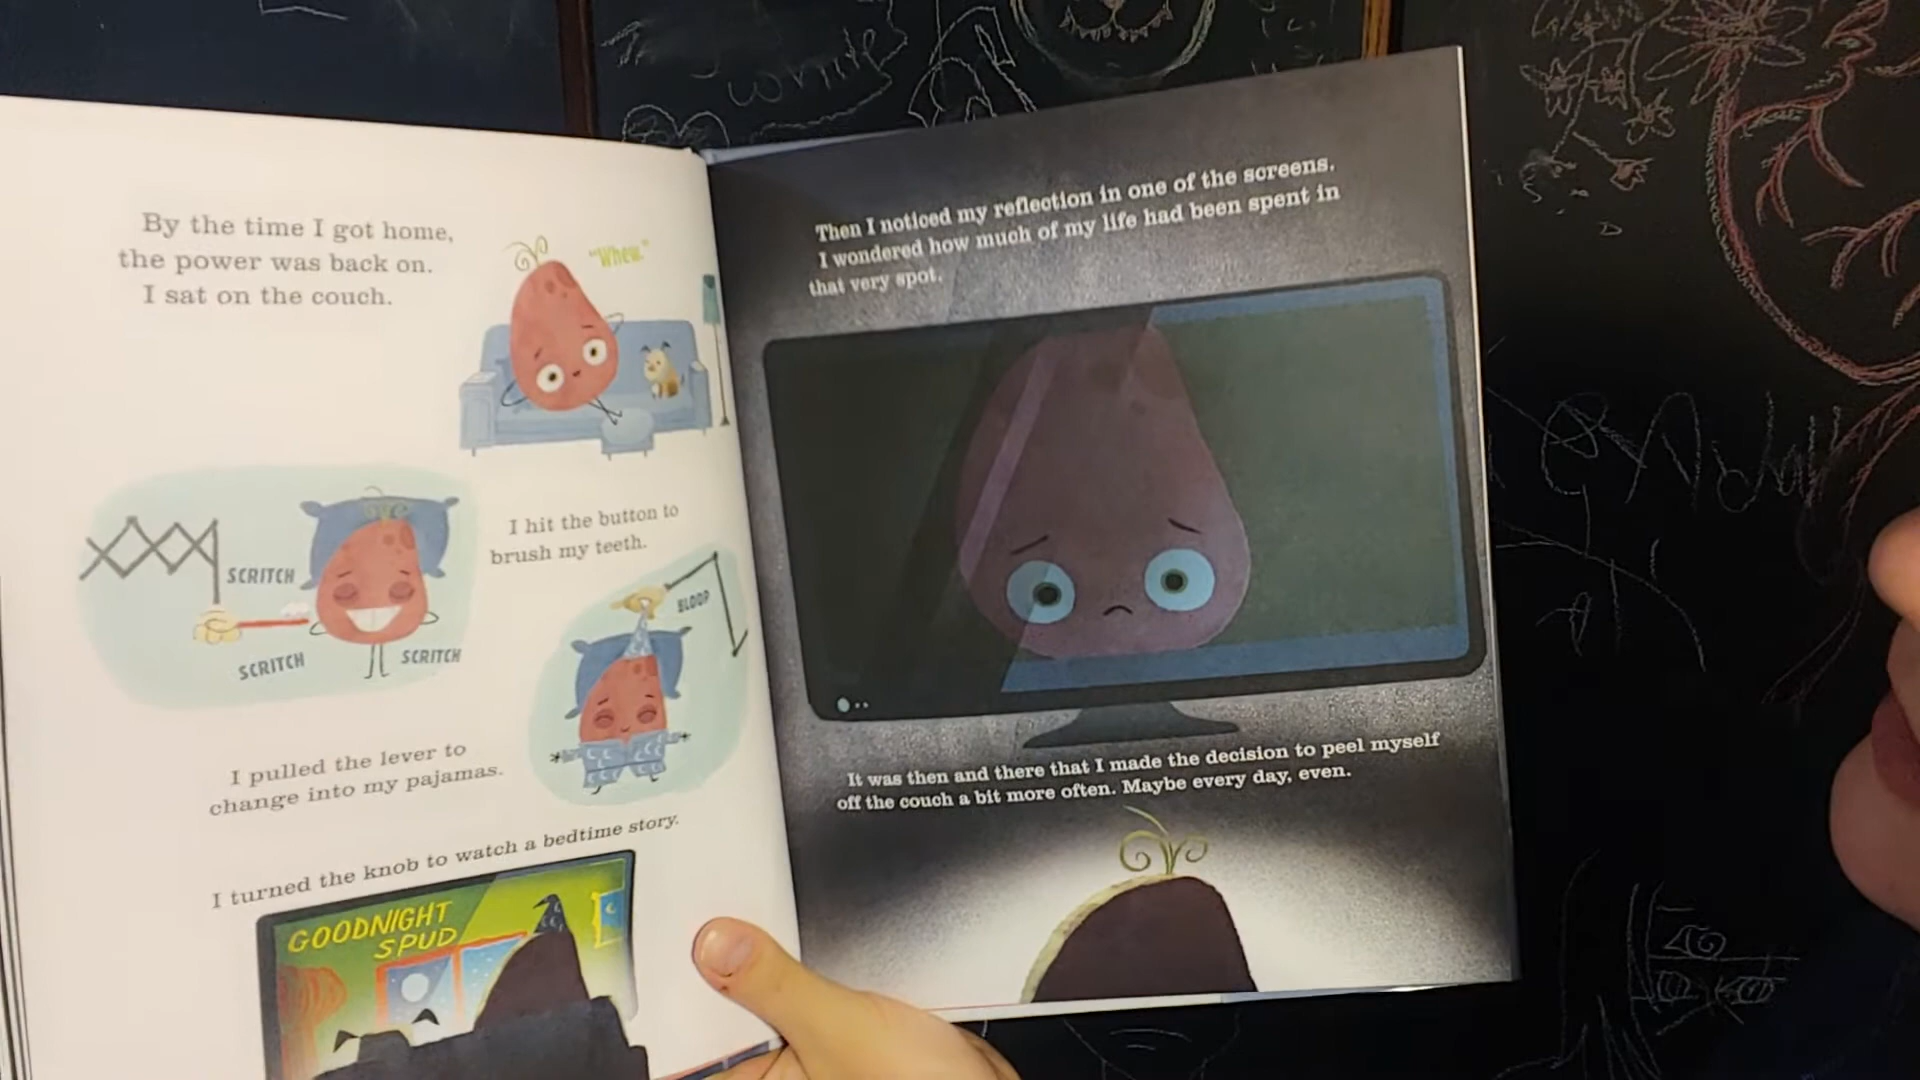 By the time I got home,
the power was back on.
I sat on the couch.
"Whew."
I hit the button to
brush my teeth.
SCRITCH
SCRITCH
SCRITCH
BLOOP
I pulled the lever to
change into my pajamas.
I turned the knob to watch a bedtime story.
GOODNIGHT
SPUD
Then I noticed my reflection in one of the screens.
I wondered how much of my life had been spent in
that very spot.
It was then and there that I made the decision to peel myself
off the couch a bit more often. Maybe every day, even.